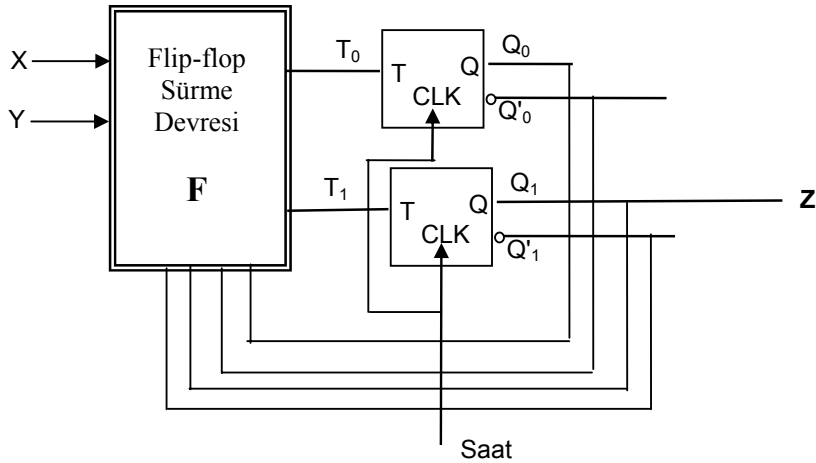 X
Y
Flip-flop
Sürme
Devresi
F
T₀
T
Q
CLK
Q₀
Q'₀
T₁
T
Q
CLK
Q₁
Q'₁
Z
Saat